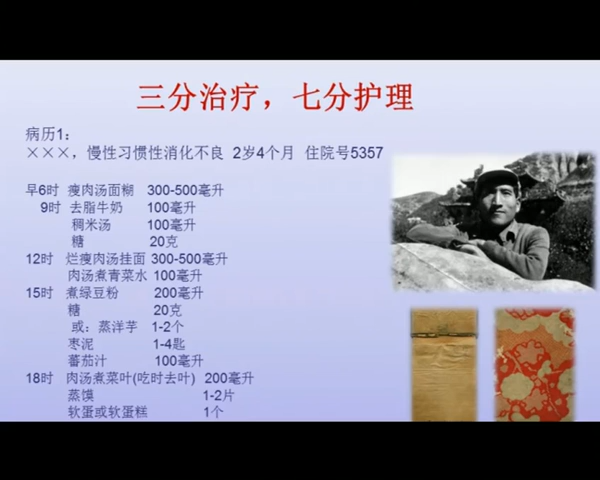 三分治疗，七分护理
病历1：
×××，慢性习惯性消化不良 2岁4个月 住院号5357
早6时 瘦肉汤面糊 300-500毫升
9时 去脂牛奶 100毫升
稠米汤 100毫升
糖 20克
12时 烂瘦肉汤挂面 300-500毫升
肉汤煮青菜水 100毫升
15时 煮绿豆粉 200毫升
糖 20克
或：蒸洋芋 1-2个
枣泥 1-4匙
蕃茄汁 100毫升
18时 肉汤煮菜叶(吃时去叶) 200毫升
蒸馍 1-2片
软蛋或软蛋糕 1个